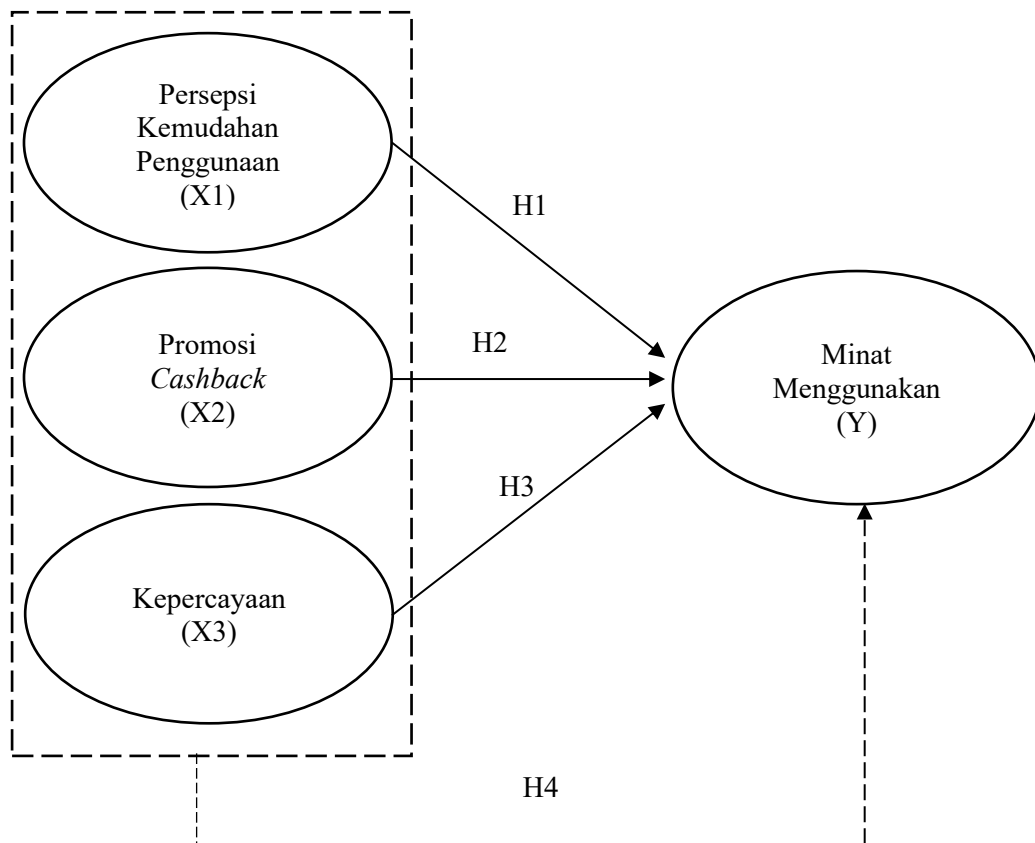 Persepsi
Kemudahan
Penggunaan
(X1)
H1
Promosi
Cashback
(X2)
H2
Minat
Menggunakan
(Y)
H3
Kepercayaan
(X3)
H4